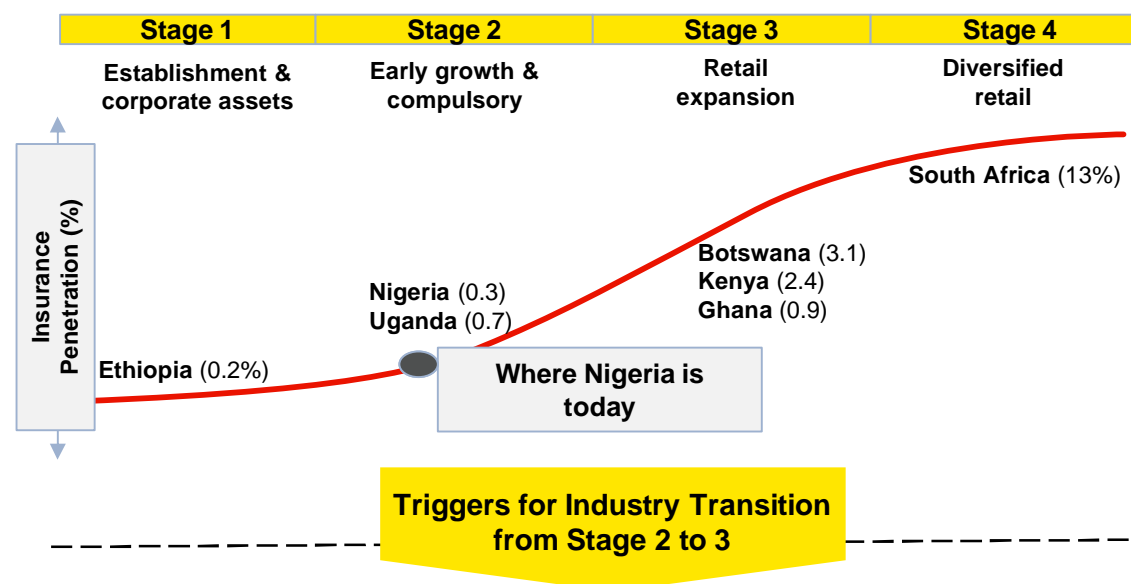 Stage 1
Stage 2
Stage 3
Stage 4
Establishment &
corporate assets
Early growth &
compulsory
Retail
expansion
Diversified
retail
Insurance
Penetration (%)
South Africa (13%)
Botswana (3.1)
Kenya (2.4)
Ghana (0.9)
Nigeria (0.3)
Uganda (0.7)
Ethiopia (0.2%)
Where Nigeria is
today
Triggers for Industry Transition
from Stage 2 to 3